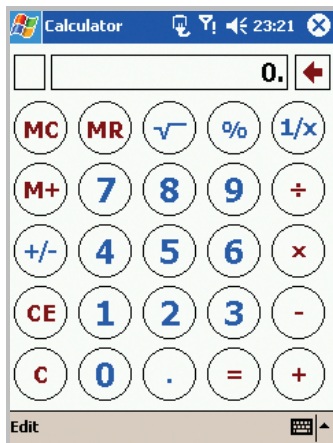 Calculator 23:21
0.
MC MR √ % 1/x
M+ 7 8 9 ÷
+/- 4 5 6 ×
CE 1 2 3 -
C 0 . = +
Edit